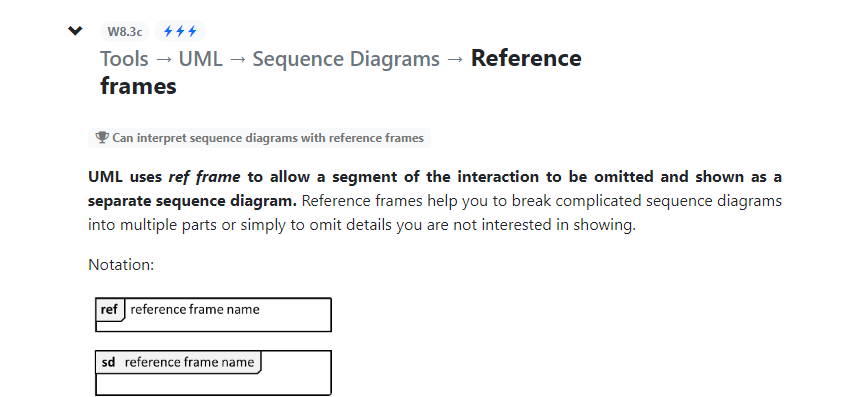 W8.3c
Tools → UML → Sequence Diagrams → Reference
frames
Can interpret sequence diagrams with reference frames
UML uses ref frame to allow a segment of the interaction to be omitted and shown as a
separate sequence diagram. Reference frames help you to break complicated sequence diagrams
into multiple parts or simply to omit details you are not interested in showing.
Notation:
ref reference frame name
sd reference frame name